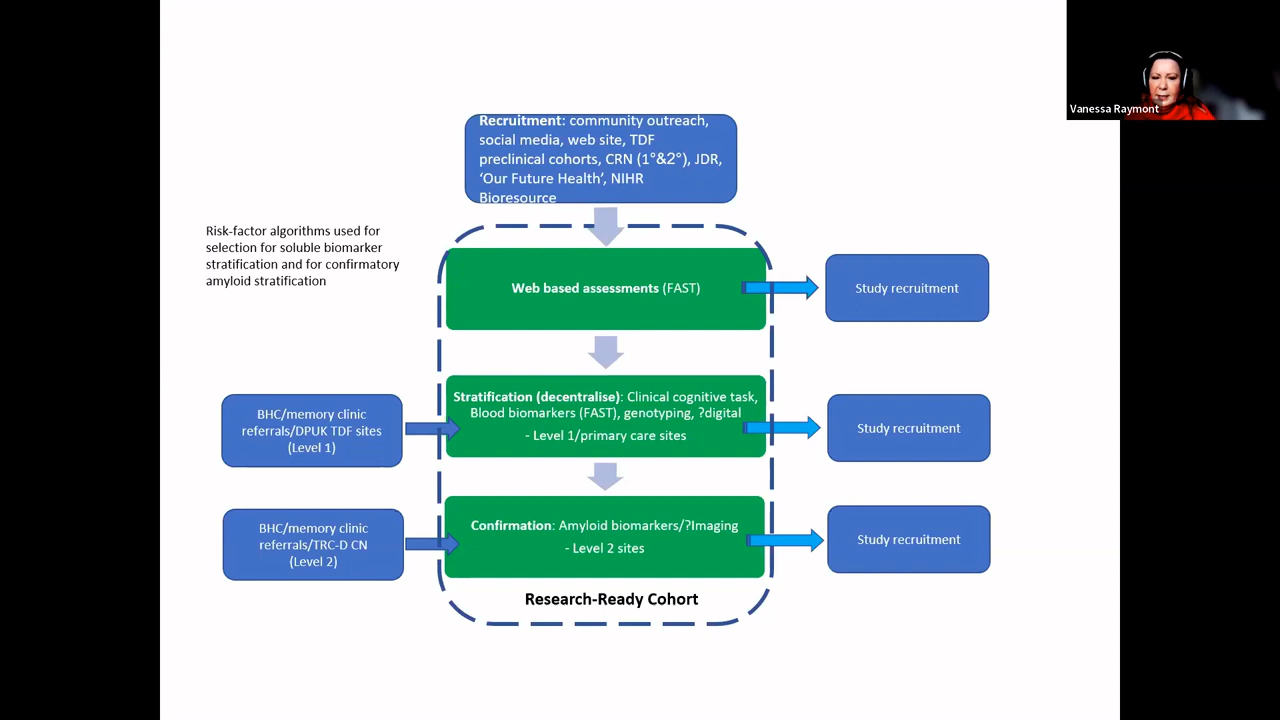 Vanessa Raymont
Recruitment: community outreach,
social media, web site, TDF
preclinical cohorts, CRN (1°&2°), JDR,
‘Our Future Health’, NIHR
Bioresource
Risk-factor algorithms used for
selection for soluble biomarker
stratification and for confirmatory
amyloid stratification
Web based assessments (FAST)
Study recruitment
BHC/memory clinic
referrals/DPUK TDF sites
(Level 1)
Stratification (decentralise): Clinical cognitive task,
Blood biomarkers (FAST), genotyping, ?digital
- Level 1/primary care sites
Study recruitment
BHC/memory clinic
referrals/TRC-D CN
(Level 2)
Confirmation: Amyloid biomarkers/?Imaging
- Level 2 sites
Study recruitment
Research-Ready Cohort